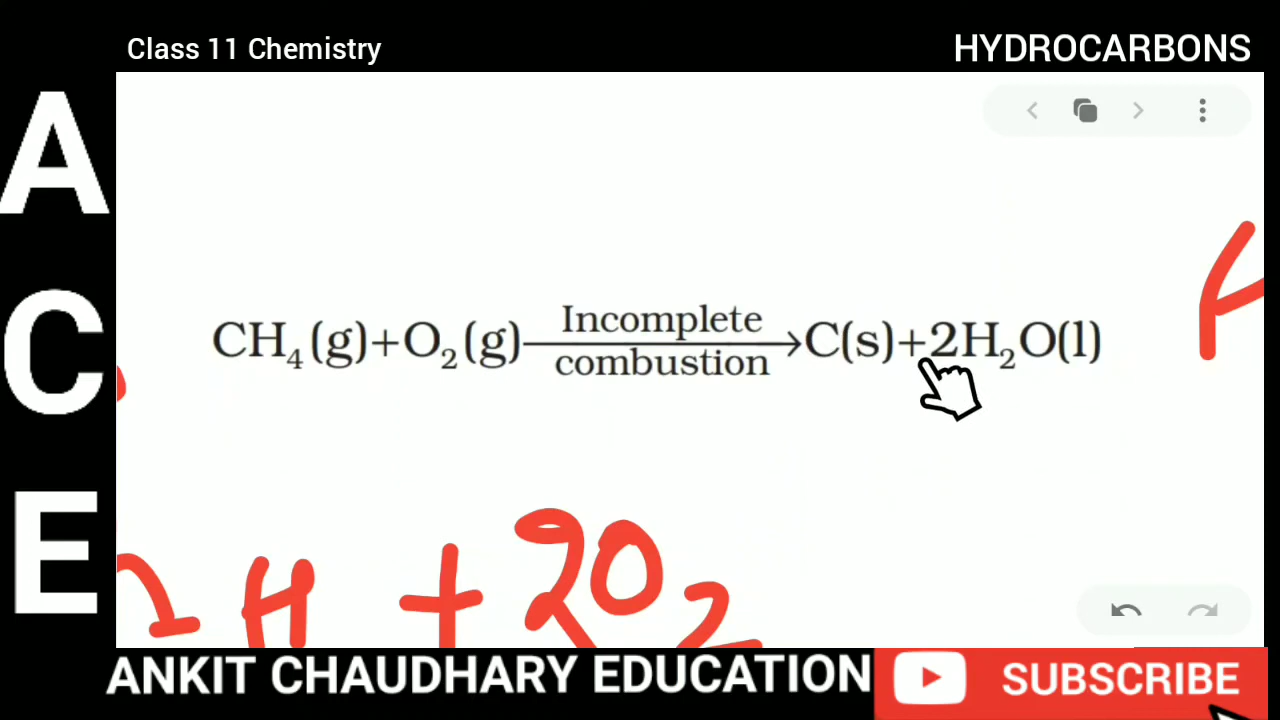 Class 11 Chemistry
HYDROCARBONS
A
C
E
CH₄(g)+O₂(g) Incomplete combustion →C(s)+2H₂O(l)
H + 2O₂
ANKIT CHAUDHARY EDUCATION
SUBSCRIBE